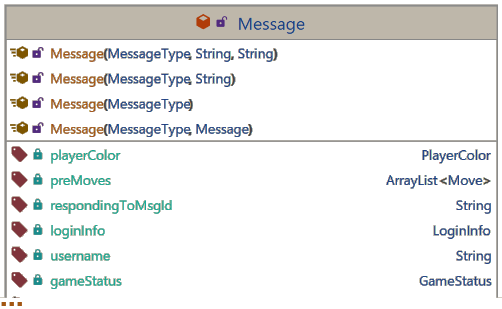 Message
Message(MessageType, String, String)
Message(MessageType, String)
Message(MessageType)
Message(MessageType, Message)
playerColor PlayerColor
preMoves ArrayList<Move>
respondingToMsgId String
loginInfo LoginInfo
username String
gameStatus GameStatus
...